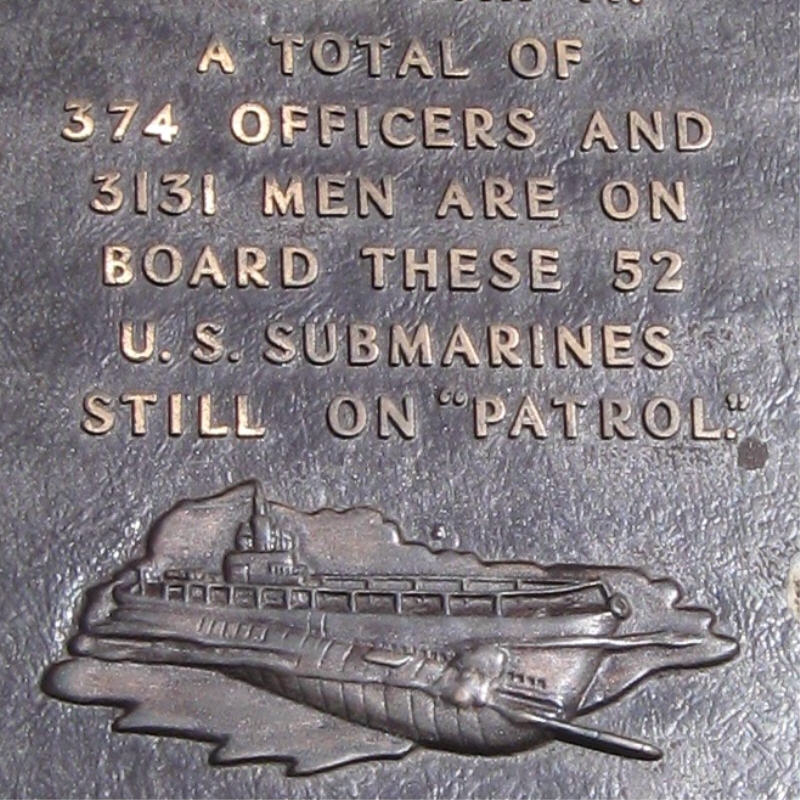 A TOTAL OF
374 OFFICERS AND
3131 MEN ARE ON
BOARD THESE 52
U.S. SUBMARINES
STILL ON "PATROL."